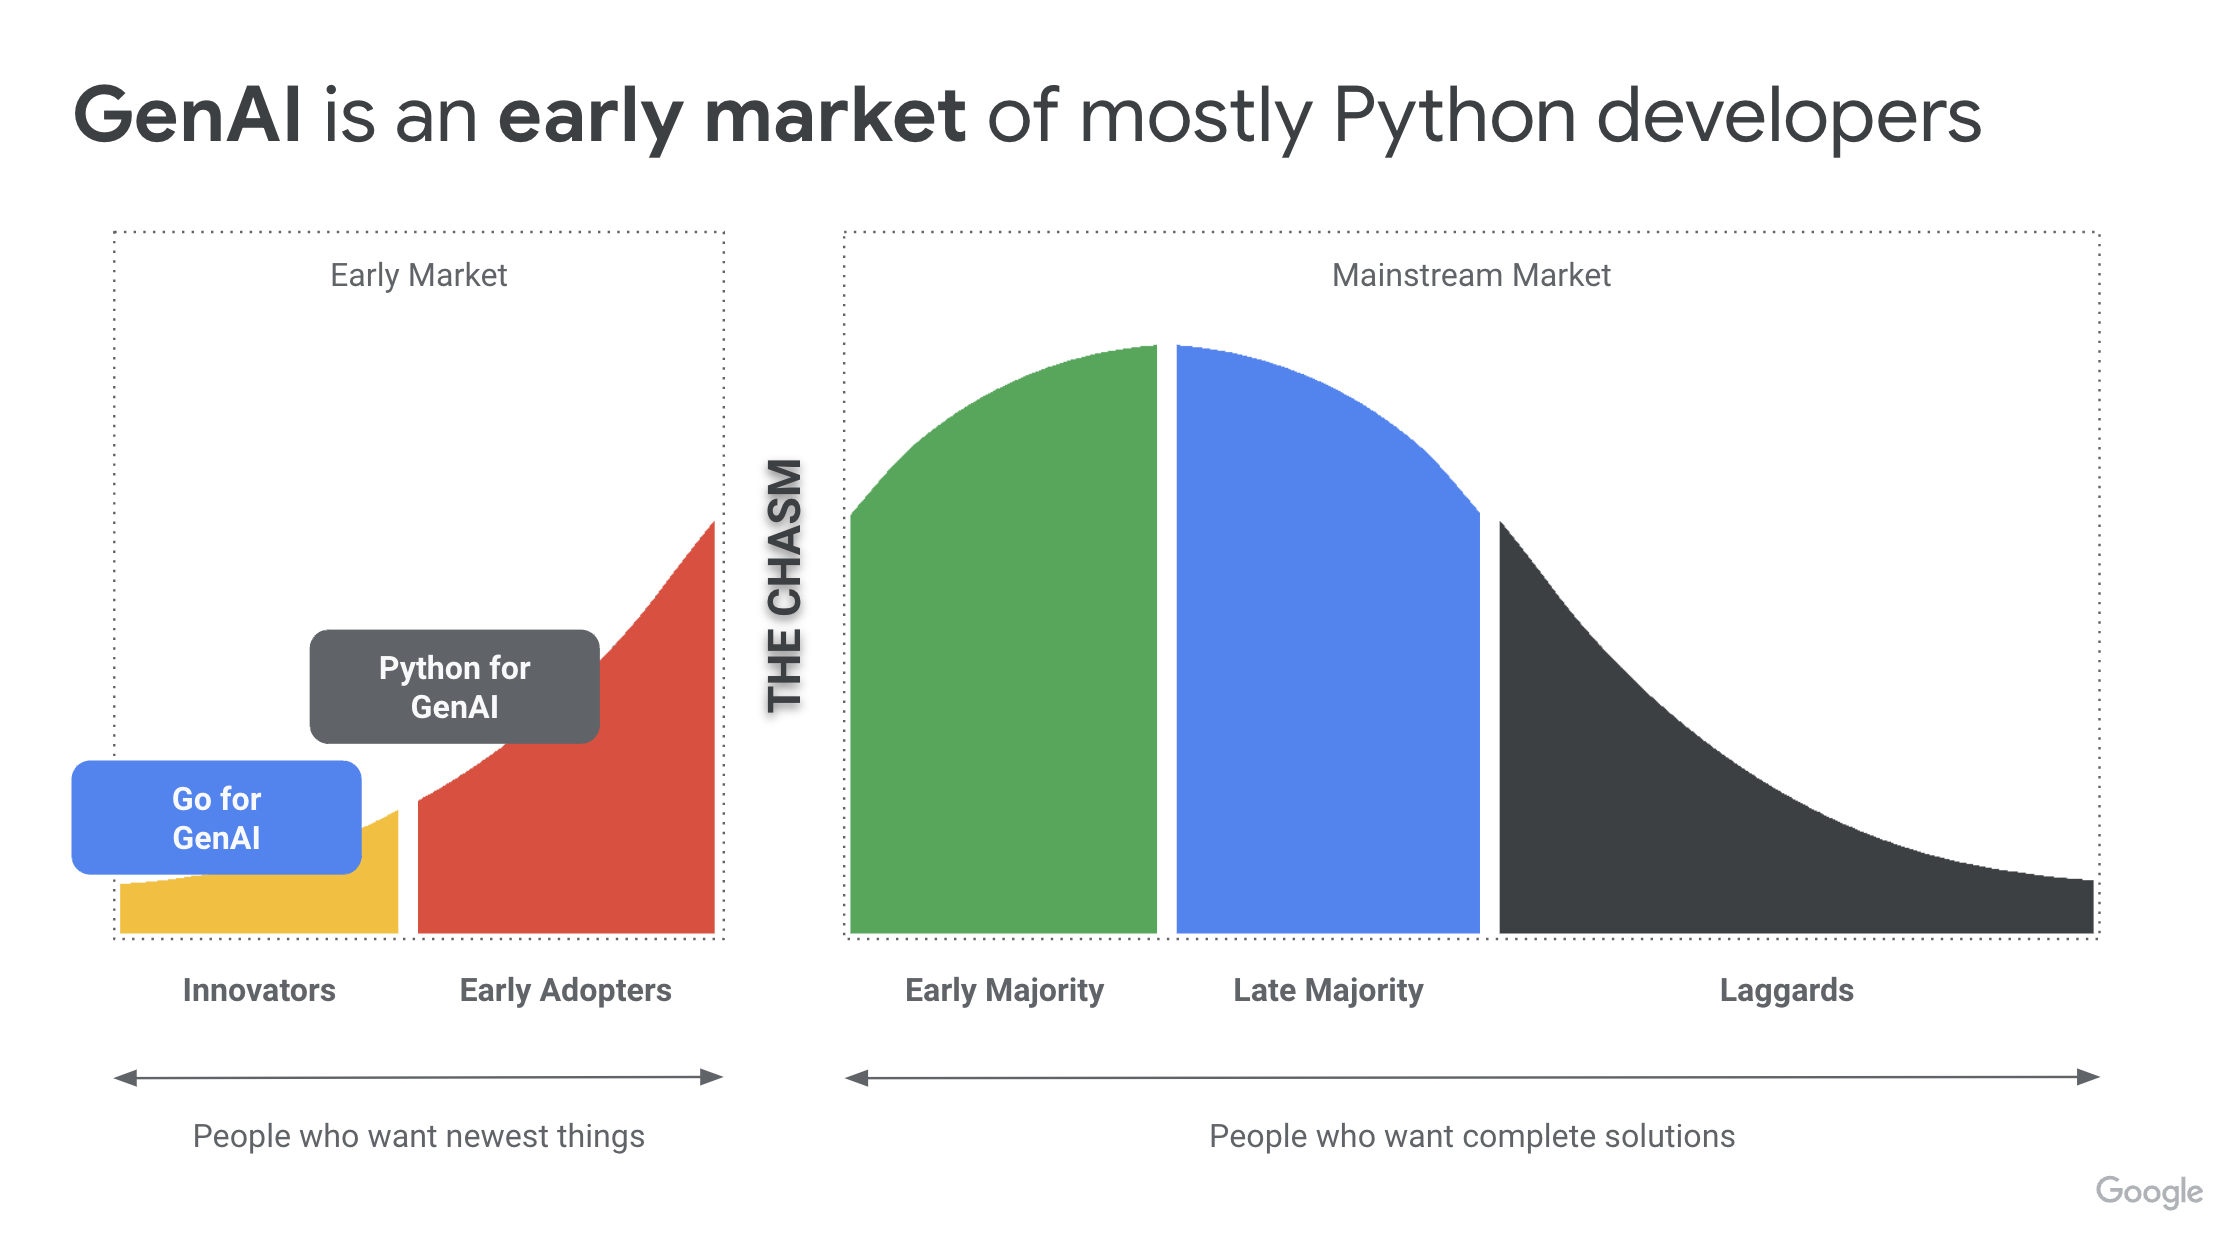 GenAI is an early market of mostly Python developers
Early Market
Mainstream Market
THE CHASM
Python for
GenAI
Go for
GenAI
Innovators
Early Adopters
Early Majority
Late Majority
Laggards
People who want newest things
People who want complete solutions
Google